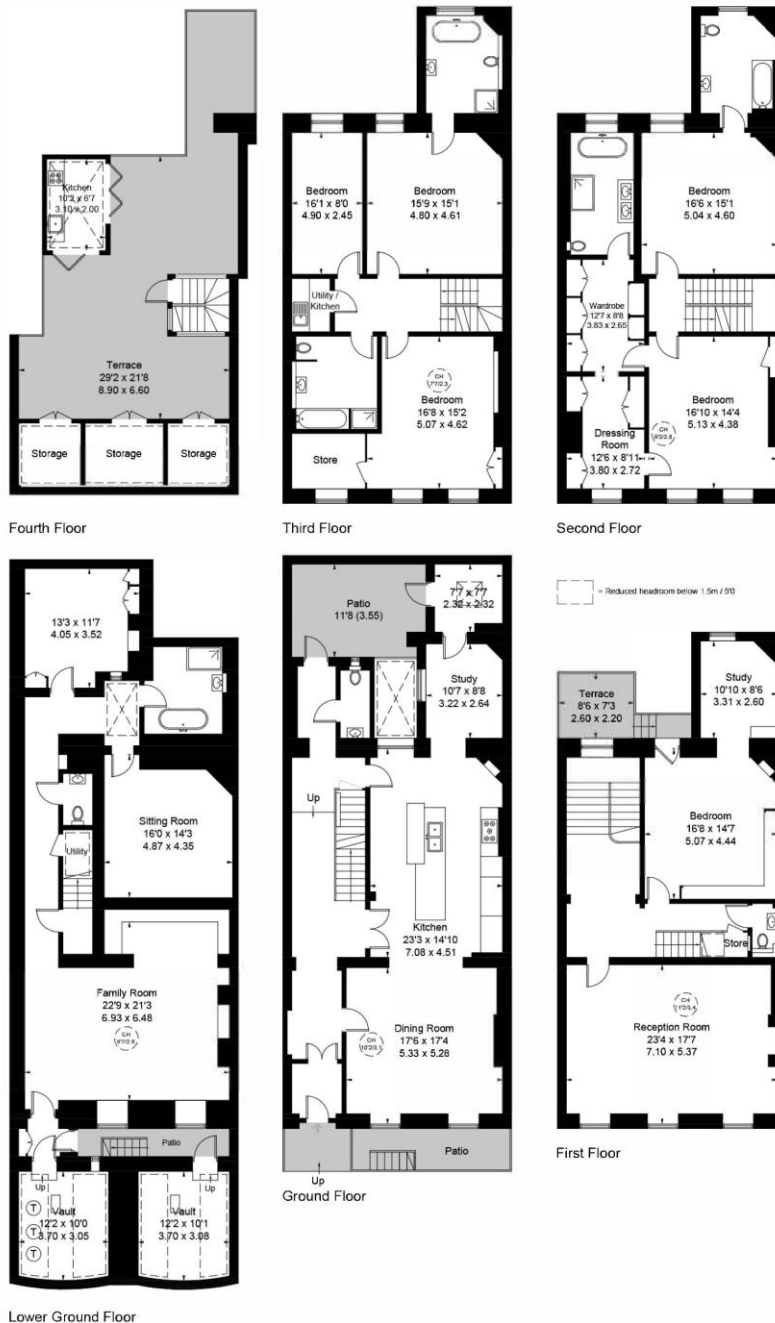 Kitchen
10'2 x 6'7
3.10 x 2.00
Terrace
29'2 x 21'8
8.90 x 6.60
Storage
Storage
Storage
Fourth Floor
Bedroom
16'1 x 8'0
4.90 x 2.45
Bedroom
15'9 x 15'1
4.80 x 4.61
Utility /
Kitchen
CH
Bedroom
16'8 x 15'2
5.07 x 4.62
Store
Third Floor
Bedroom
16'6 x 15'1
5.04 x 4.60
Wardrobe
12'7 x 8'8
3.83 x 2.65
Bedroom
16'10 x 14'4
5.13 x 4.38
CH
Dressing
Room
12'6 x 8'11
3.80 x 2.72
Second Floor
13'3 x 11'7
4.05 x 3.52
Sitting Room
16'0 x 14'3
4.87 x 4.35
Utility
Family Room
22'9 x 21'3
6.93 x 6.48
CH
Patio
Up
Up
Vault
12'2 x 10'0
3.70 x 3.05
T
T
T
Vault
12'2 x 10'1
3.70 x 3.08
Lower Ground Floor
Patio
11'8 (3.55)
7'7 x 7'7
2.32 x 2.32
Study
10'7 x 8'8
3.22 x 2.64
Up
Kitchen
23'3 x 14'10
7.08 x 4.51
Dining Room
17'6 x 17'4
5.33 x 5.28
CH
Patio
Up
Ground Floor
= Reduced headroom below 1.5m / 5'0
Terrace
8'6 x 7'3
2.60 x 2.20
Study
10'10 x 8'6
3.31 x 2.60
Bedroom
16'8 x 14'7
5.07 x 4.44
Store
CH
Reception Room
23'4 x 17'7
7.10 x 5.37
First Floor